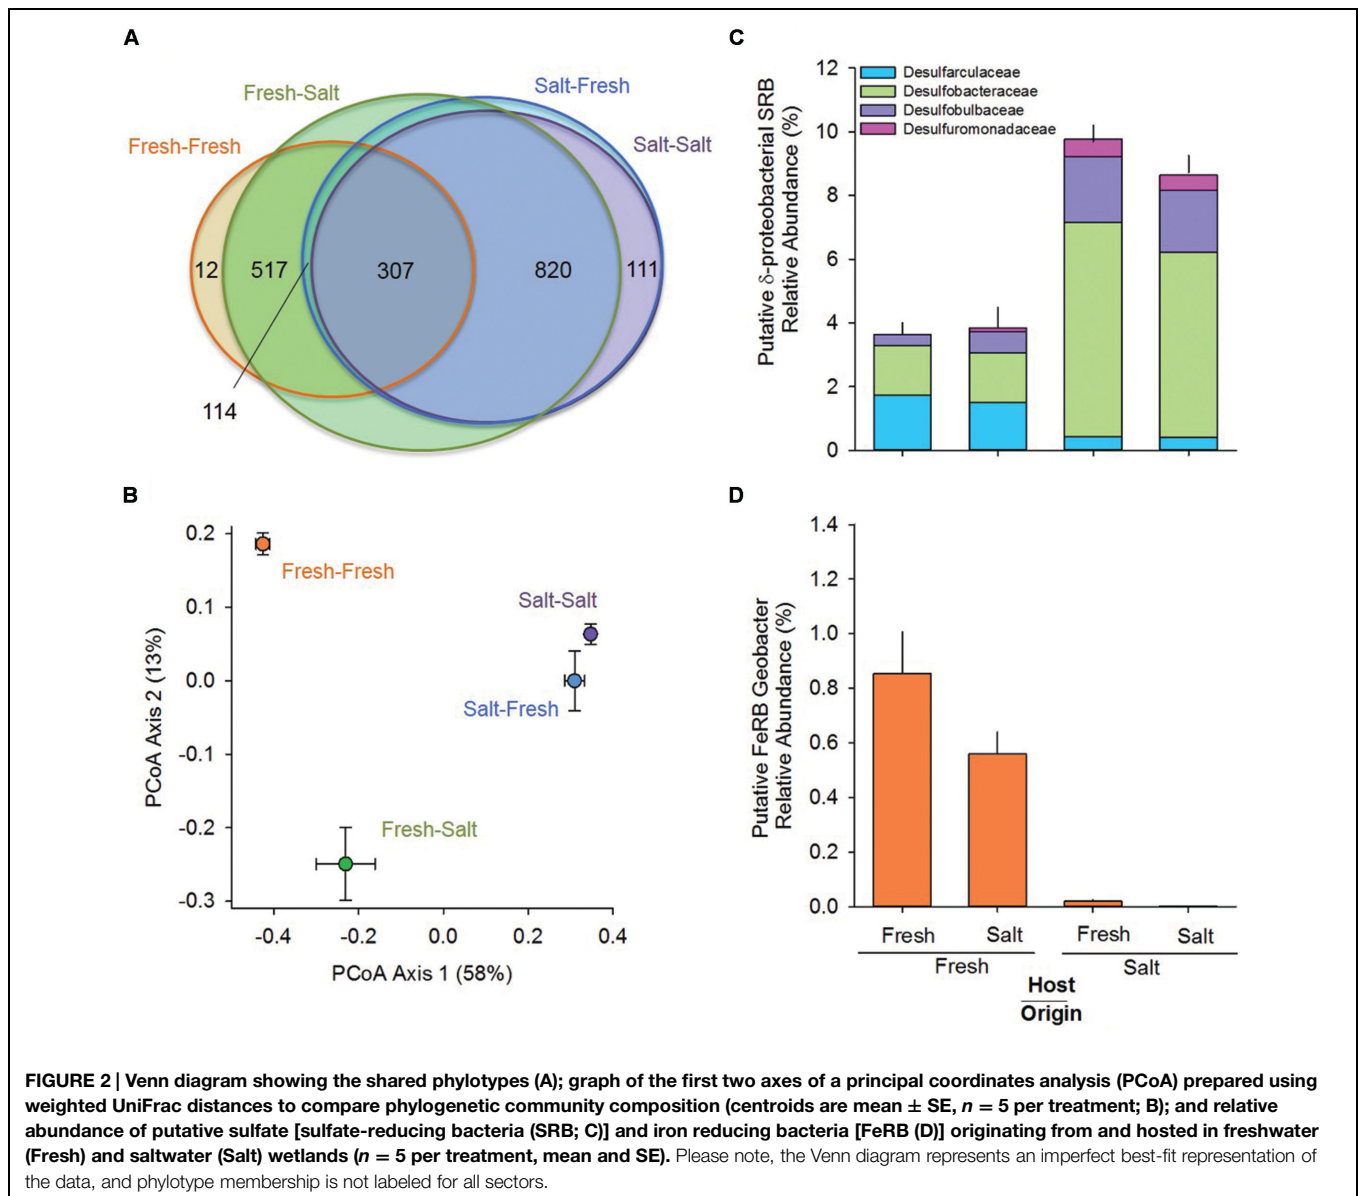 A
Fresh-Salt
Salt-Fresh
Fresh-Fresh
Salt-Salt
12
517
307
820
111
114
B
0.2
0.1
0.0
-0.1
-0.2
-0.3
PCoA Axis 2 (13%)
Fresh-Fresh
Salt-Salt
Salt-Fresh
Fresh-Salt
-0.4
-0.2
0.0
0.2
0.4
PCoA Axis 1 (58%)
C
Putative δ-proteobacterial SRB
Relative Abundance (%)
12
10
8
6
4
2
0
Desulfarculaceae
Desulfobacteraceae
Desulfobulbaceae
Desulfuromonadaceae
D
Putative FeRB Geobacter
Relative Abundance (%)
1.4
1.2
1.0
0.8
0.6
0.4
0.2
0.0
Fresh
Salt
Fresh
Salt
Fresh
Salt
Host
Origin
FIGURE 2 | Venn diagram showing the shared phylotypes (A); graph of the first two axes of a principal coordinates analysis (PCoA) prepared using
weighted UniFrac distances to compare phylogenetic community composition (centroids are mean ± SE, n = 5 per treatment; B); and relative
abundance of putative sulfate [sulfate-reducing bacteria (SRB; C)] and iron reducing bacteria [FeRB (D)] originating from and hosted in freshwater
(Fresh) and saltwater (Salt) wetlands (n = 5 per treatment, mean and SE). Please note, the Venn diagram represents an imperfect best-fit representation of
the data, and phylotype membership is not labeled for all sectors.